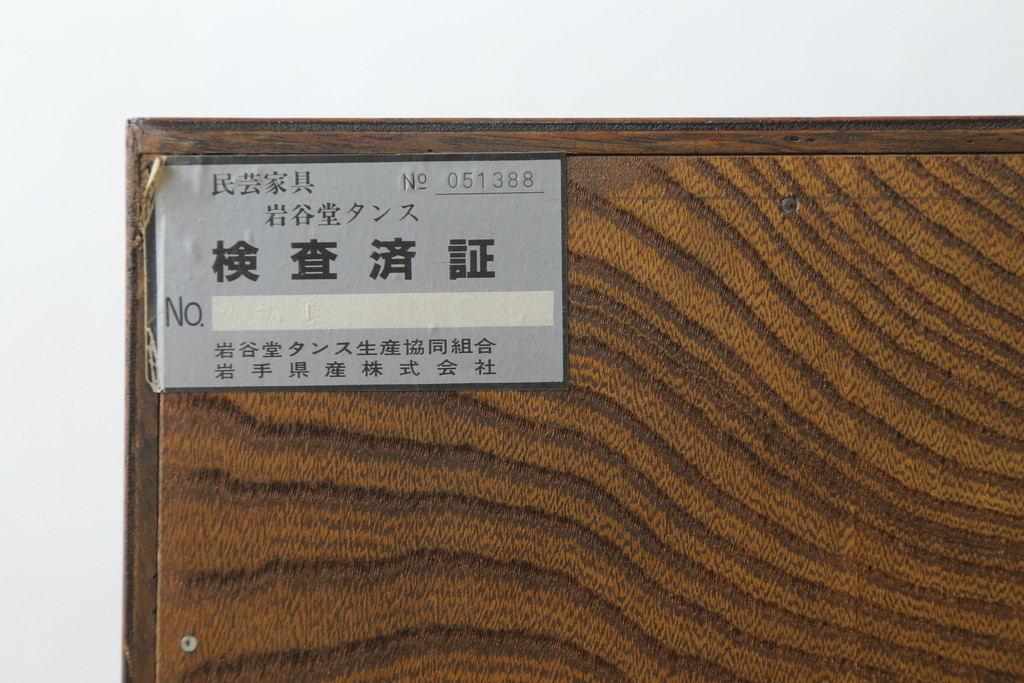 民芸家具 № 051388
岩谷堂タンス
検査済証
No.
岩谷堂タンス生産協同組合
岩手県産株式会社